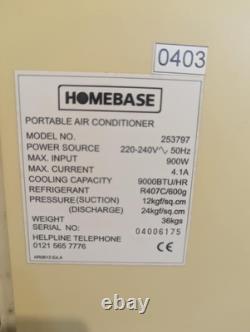 0403
HOMEBASE
PORTABLE AIR CONDITIONER
MODEL NO. 253797
POWER SOURCE 220-240V∿ 50Hz
MAX. INPUT 900W
MAX. CURRENT 4.1A
COOLING CAPACITY 9000BTU/HR
REFRIGERANT R407C/600g
PRESSURE(SUCTION) 12kgf/sq.cm
(DISCHARGE) 24kgf/sq.cm
WEIGHT 36kgs
SERIAL NO. 04006175
HELPLINE TELEPHONE
0121 565 7776
CE